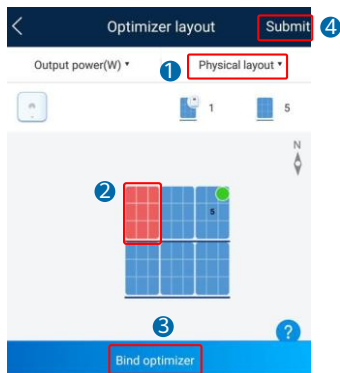 Optimizer layout Submit 4
Output power(W) 1 Physical layout
1 5
N
2
5
3
?
Bind optimizer